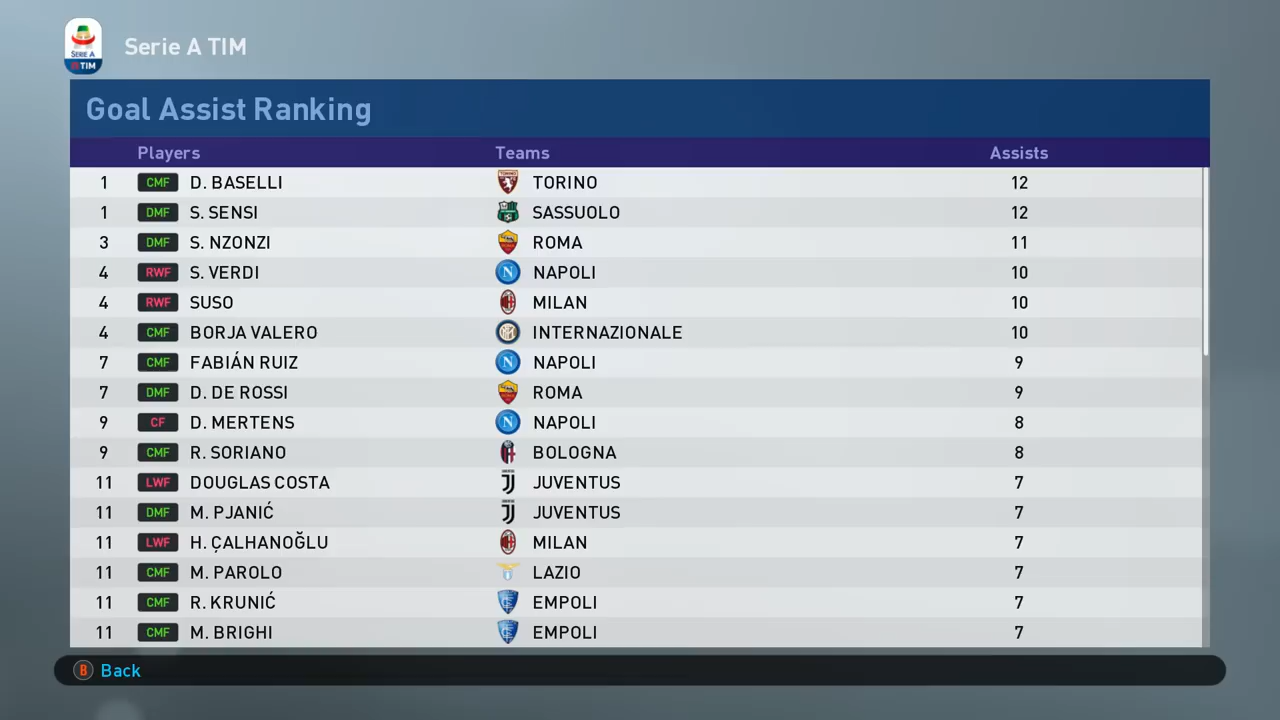 SERIE A
TIM
Serie A TIM
Goal Assist Ranking
Players Teams Assists
1 CMF D. BASELLI TORINO 12
1 DMF S. SENSI SASSUOLO 12
3 DMF S. NZONZI ROMA 11
4 RWF S. VERDI NAPOLI 10
4 RWF SUSO MILAN 10
4 CMF BORJA VALERO INTERNAZIONALE 10
7 CMF FABIÁN RUIZ NAPOLI 9
7 DMF D. DE ROSSI ROMA 9
9 CF D. MERTENS NAPOLI 8
9 CMF R. SORIANO BOLOGNA 8
11 LWF DOUGLAS COSTA JUVENTUS 7
11 DMF M. PJANIĆ JUVENTUS 7
11 LWF H. ÇALHANOĞLU MILAN 7
11 CMF M. PAROLO LAZIO 7
11 CMF R. KRUNIĆ EMPOLI 7
11 CMF M. BRIGHI EMPOLI 7
B Back